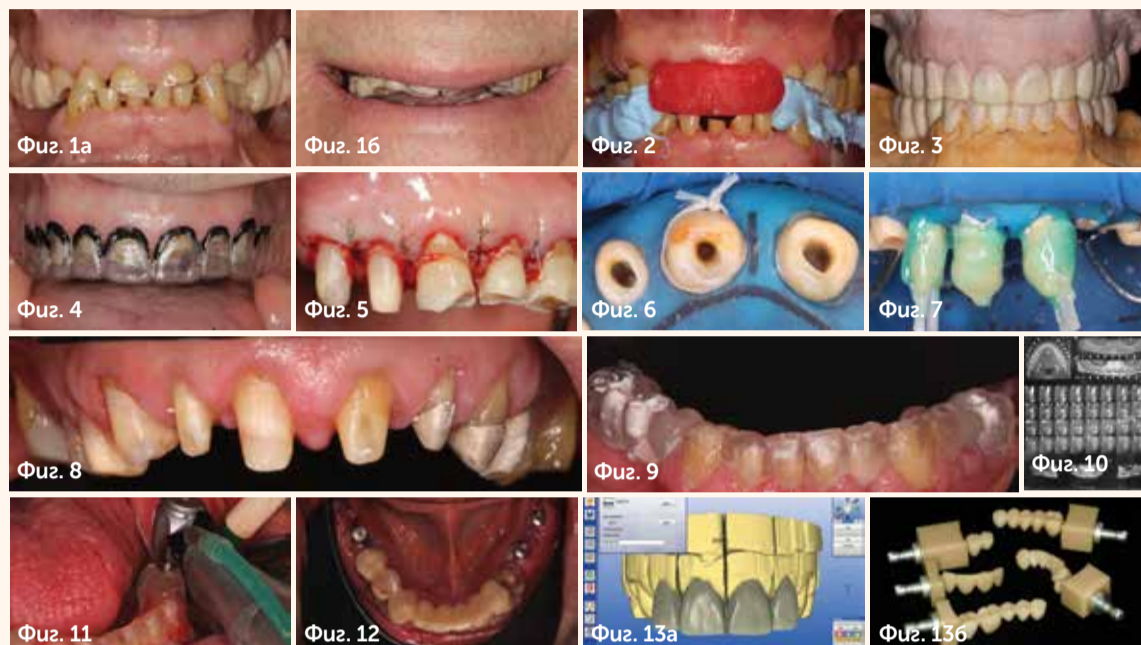 Фиг. 1а
Фиг. 1б
Фиг. 2
Фиг. 3
Фиг. 4
Фиг. 5
Фиг. 6
Фиг. 7
Фиг. 8
Фиг. 9
Фиг. 10
Фиг. 11
Фиг. 12
Фиг. 13а
Фиг. 13б